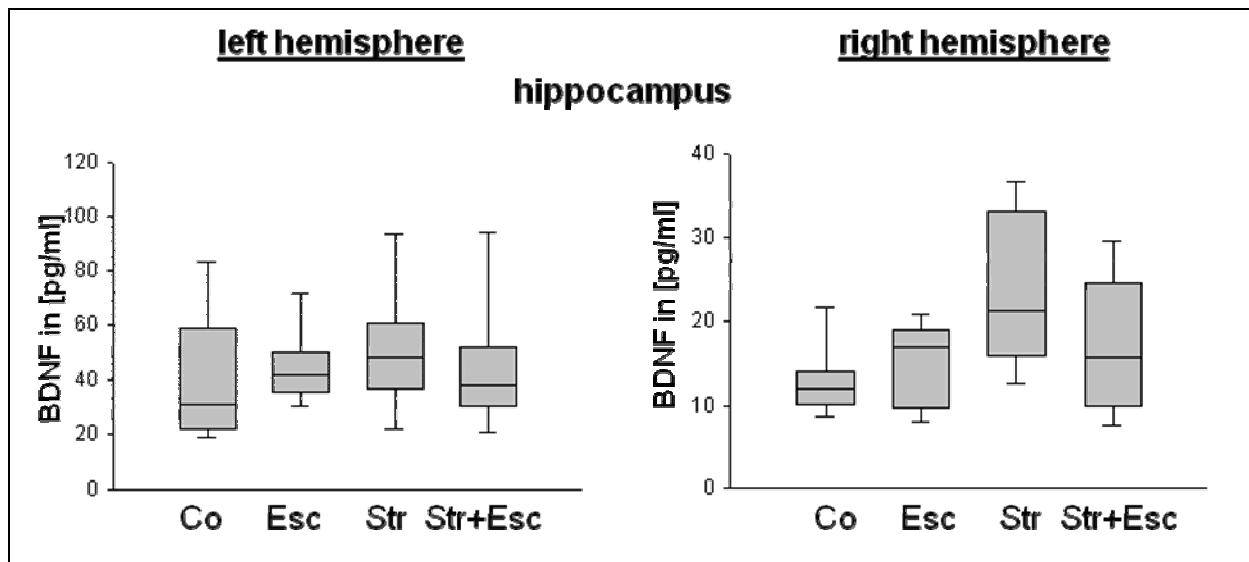 left hemisphere
right hemisphere
hippocampus
BDNF in [pg/ml]
120
100
80
60
40
20
0
Co Esc Str Str+Esc
BDNF in [pg/ml]
40
30
20
10
0
Co Esc Str Str+Esc